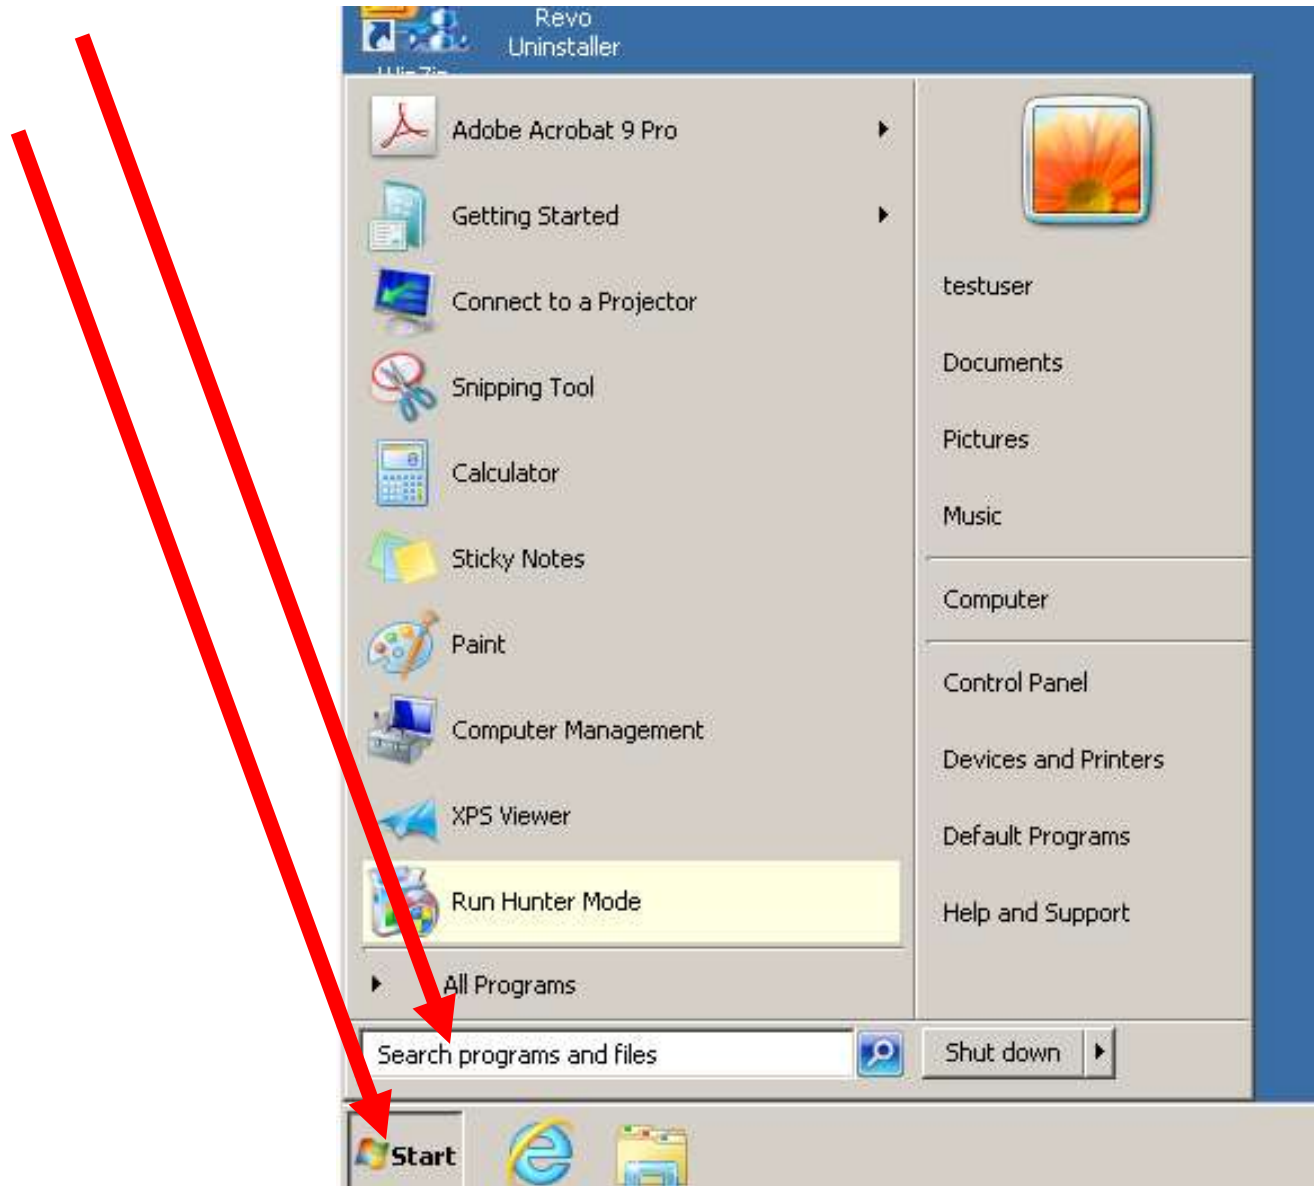 Revo
Uninstaller
WinZip
Adobe Acrobat 9 Pro
Getting Started
Connect to a Projector
Snipping Tool
Calculator
Sticky Notes
Paint
Computer Management
XPS Viewer
Run Hunter Mode
All Programs
Search programs and files
testuser
Documents
Pictures
Music
Computer
Control Panel
Devices and Printers
Default Programs
Help and Support
Shut down
Start